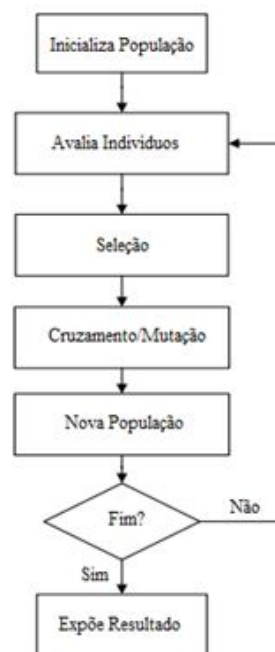 Inicializa População
Avalia Indivíduos
Seleção
Cruzamento/Mutação
Nova População
Fim?
Não
Sim
Expõe Resultado